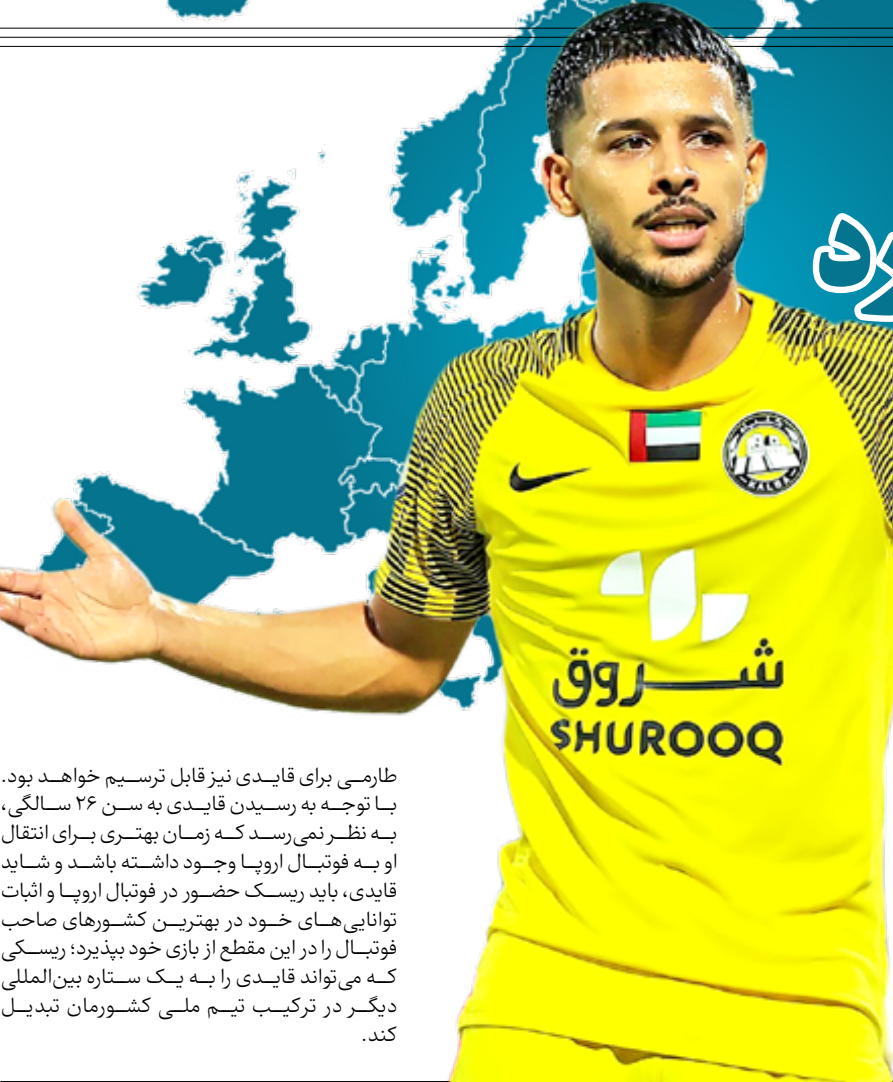 KALBA
شروق
SHUROOQ
طارمی برای قایدی نیز قابل ترسیم خواهد بود.
با توجه به رسیدن قایدی به سن ۲۶ سالگی،
به نظر نمی‌رسد که زمان بهتری برای انتقال
او به فوتبال اروپا وجود داشته باشد و شاید
قایدی، باید ریسک حضور در فوتبال اروپا و اثبات
توانایی‌های خود در بهترین کشورهای صاحب
فوتبال را در این مقطع از بازی خود بپذیرد؛ ریسکی
که می‌تواند قایدی را به یک ستاره بین‌المللی
دیگر در ترکیب تیم ملی کشورمان تبدیل
کند.